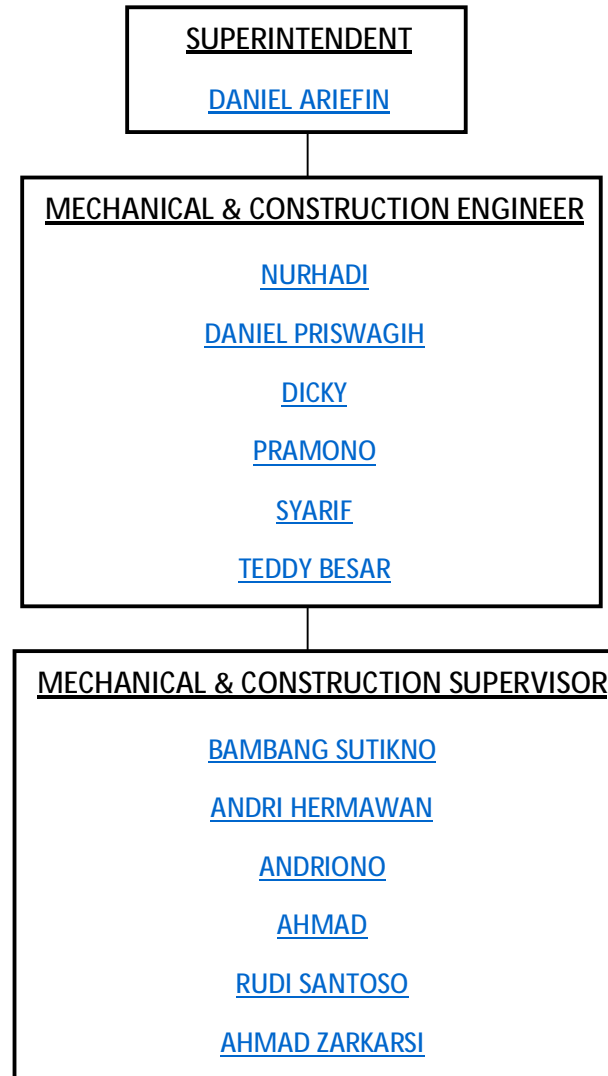 SUPERINTENDENT
DANIEL ARIEFIN
MECHANICAL & CONSTRUCTION ENGINEER
NURHADI
DANIEL PRISWAGIH
DICKY
PRAMONO
SYARIF
TEDDY BESAR
MECHANICAL & CONSTRUCTION SUPERVISOR
BAMBANG SUTIKNO
ANDRI HERMAWAN
ANDRIONO
AHMAD
RUDI SANTOSO
AHMAD ZARKARSI